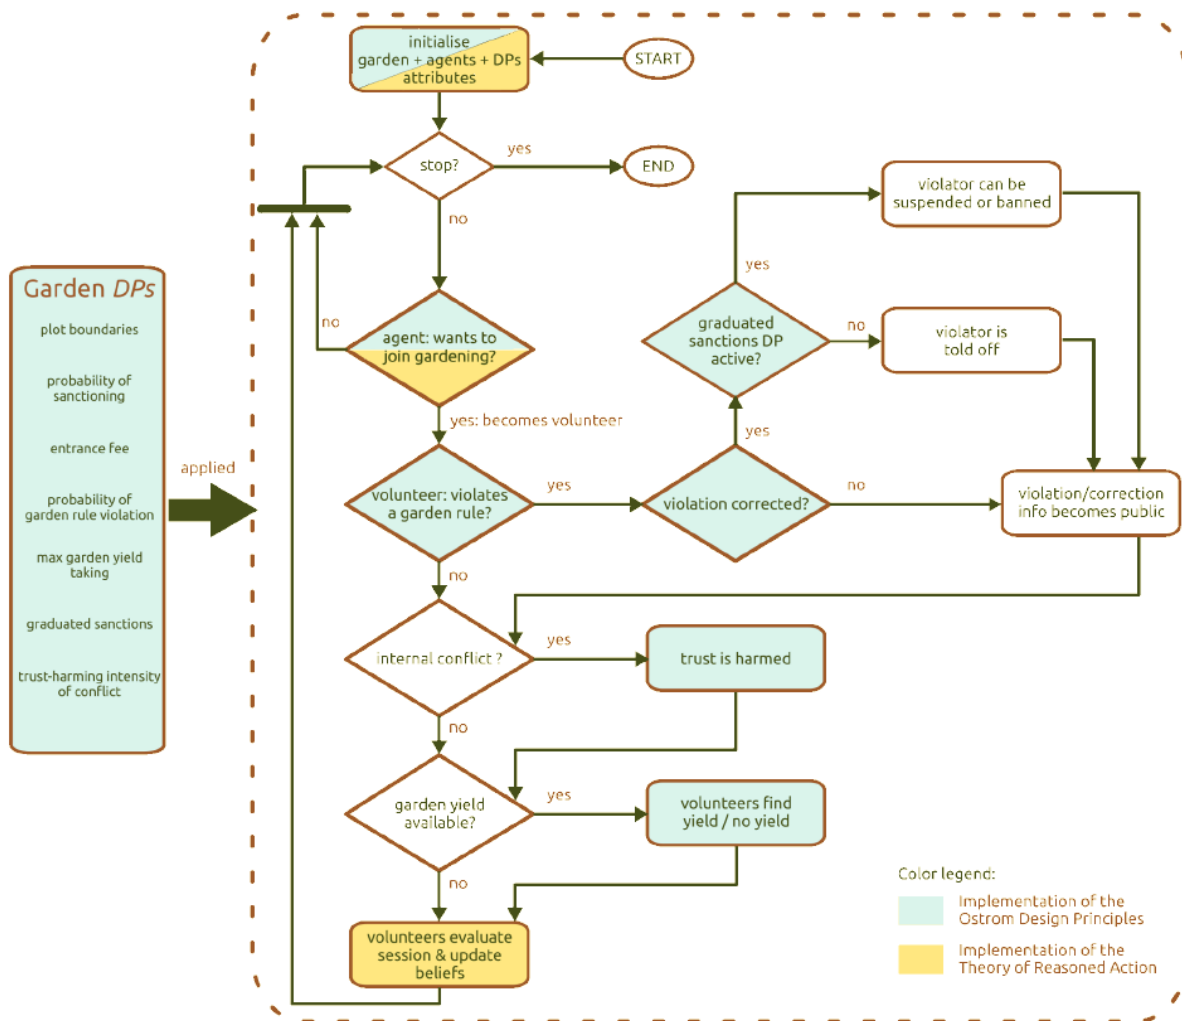 initialise
garden + agents + DPs
attributes
START
stop?
yes
END
no
violator can be
suspended or banned
Garden DPs
plot boundaries
probability of
sanctioning
entrance fee
probability of
garden rule violation
max garden yield
taking
graduated sanctions
trust-harming intensity
of conflict
applied
no
agent: wants to
join gardening?
yes
graduated
sanctions DP
active?
no
violator is
told off
yes: becomes volunteer
yes
volunteer: violates
a garden rule?
yes
violation corrected?
no
violation/correction
info becomes public
no
internal conflict ?
yes
trust is harmed
no
garden yield
available?
yes
volunteers find
yield / no yield
no
volunteers evaluate
session & update
beliefs
Color legend:
Implementation of the
Ostrom Design Principles
Implementation of the
Theory of Reasoned Action